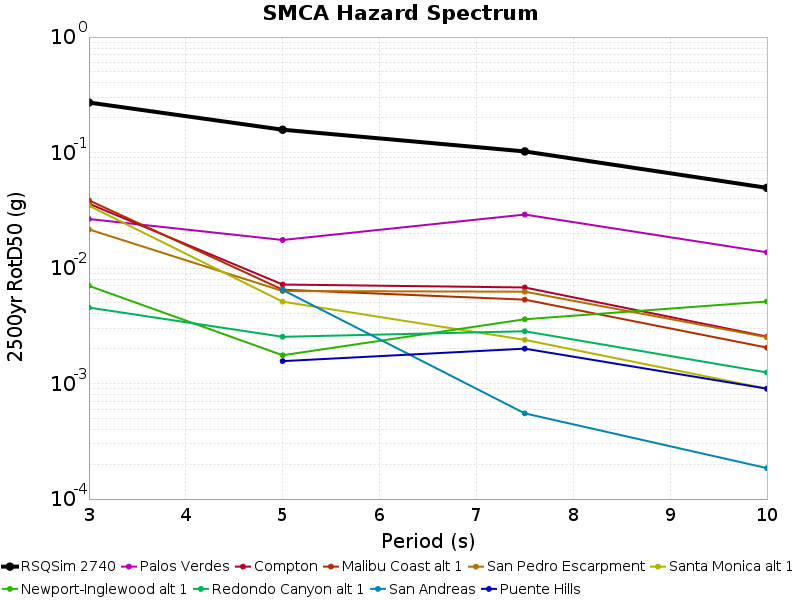 SMCA Hazard Spectrum
10^0
10^-1
10^-2
10^-3
10^-4
2500yr RotD50 (g)
3 4 5 6 7 8 9 10
Period (s)
RSQSim 2740 Palos Verdes Compton Malibu Coast alt 1 San Pedro Escarpment Santa Monica alt 1
Newport-Inglewood alt 1 Redondo Canyon alt 1 San Andreas Puente Hills